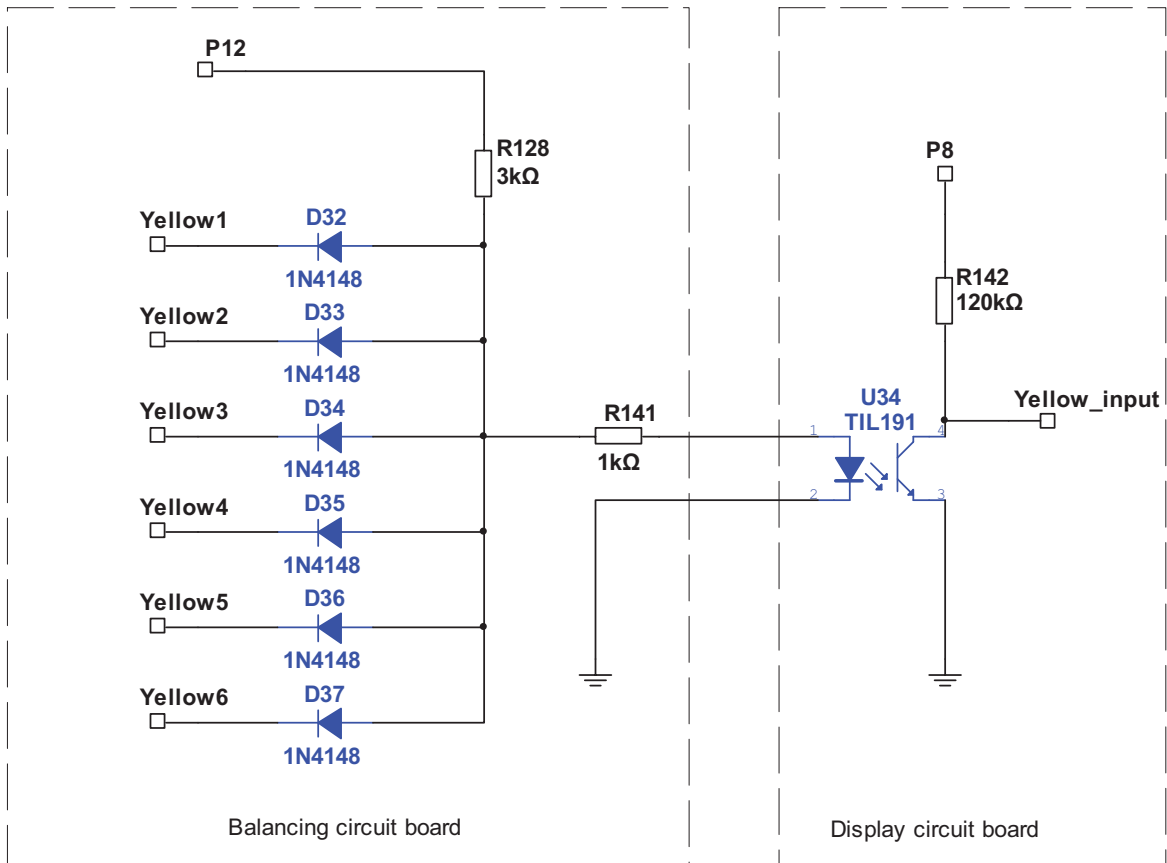 P12
R128
3kΩ
Yellow1
D32
1N4148
Yellow2
D33
1N4148
Yellow3
D34
1N4148
Yellow4
D35
1N4148
Yellow5
D36
1N4148
Yellow6
D37
1N4148
R141
1kΩ
Balancing circuit board
P8
R142
120kΩ
Yellow_input
U34
TIL191
1
4
2
3
Display circuit board